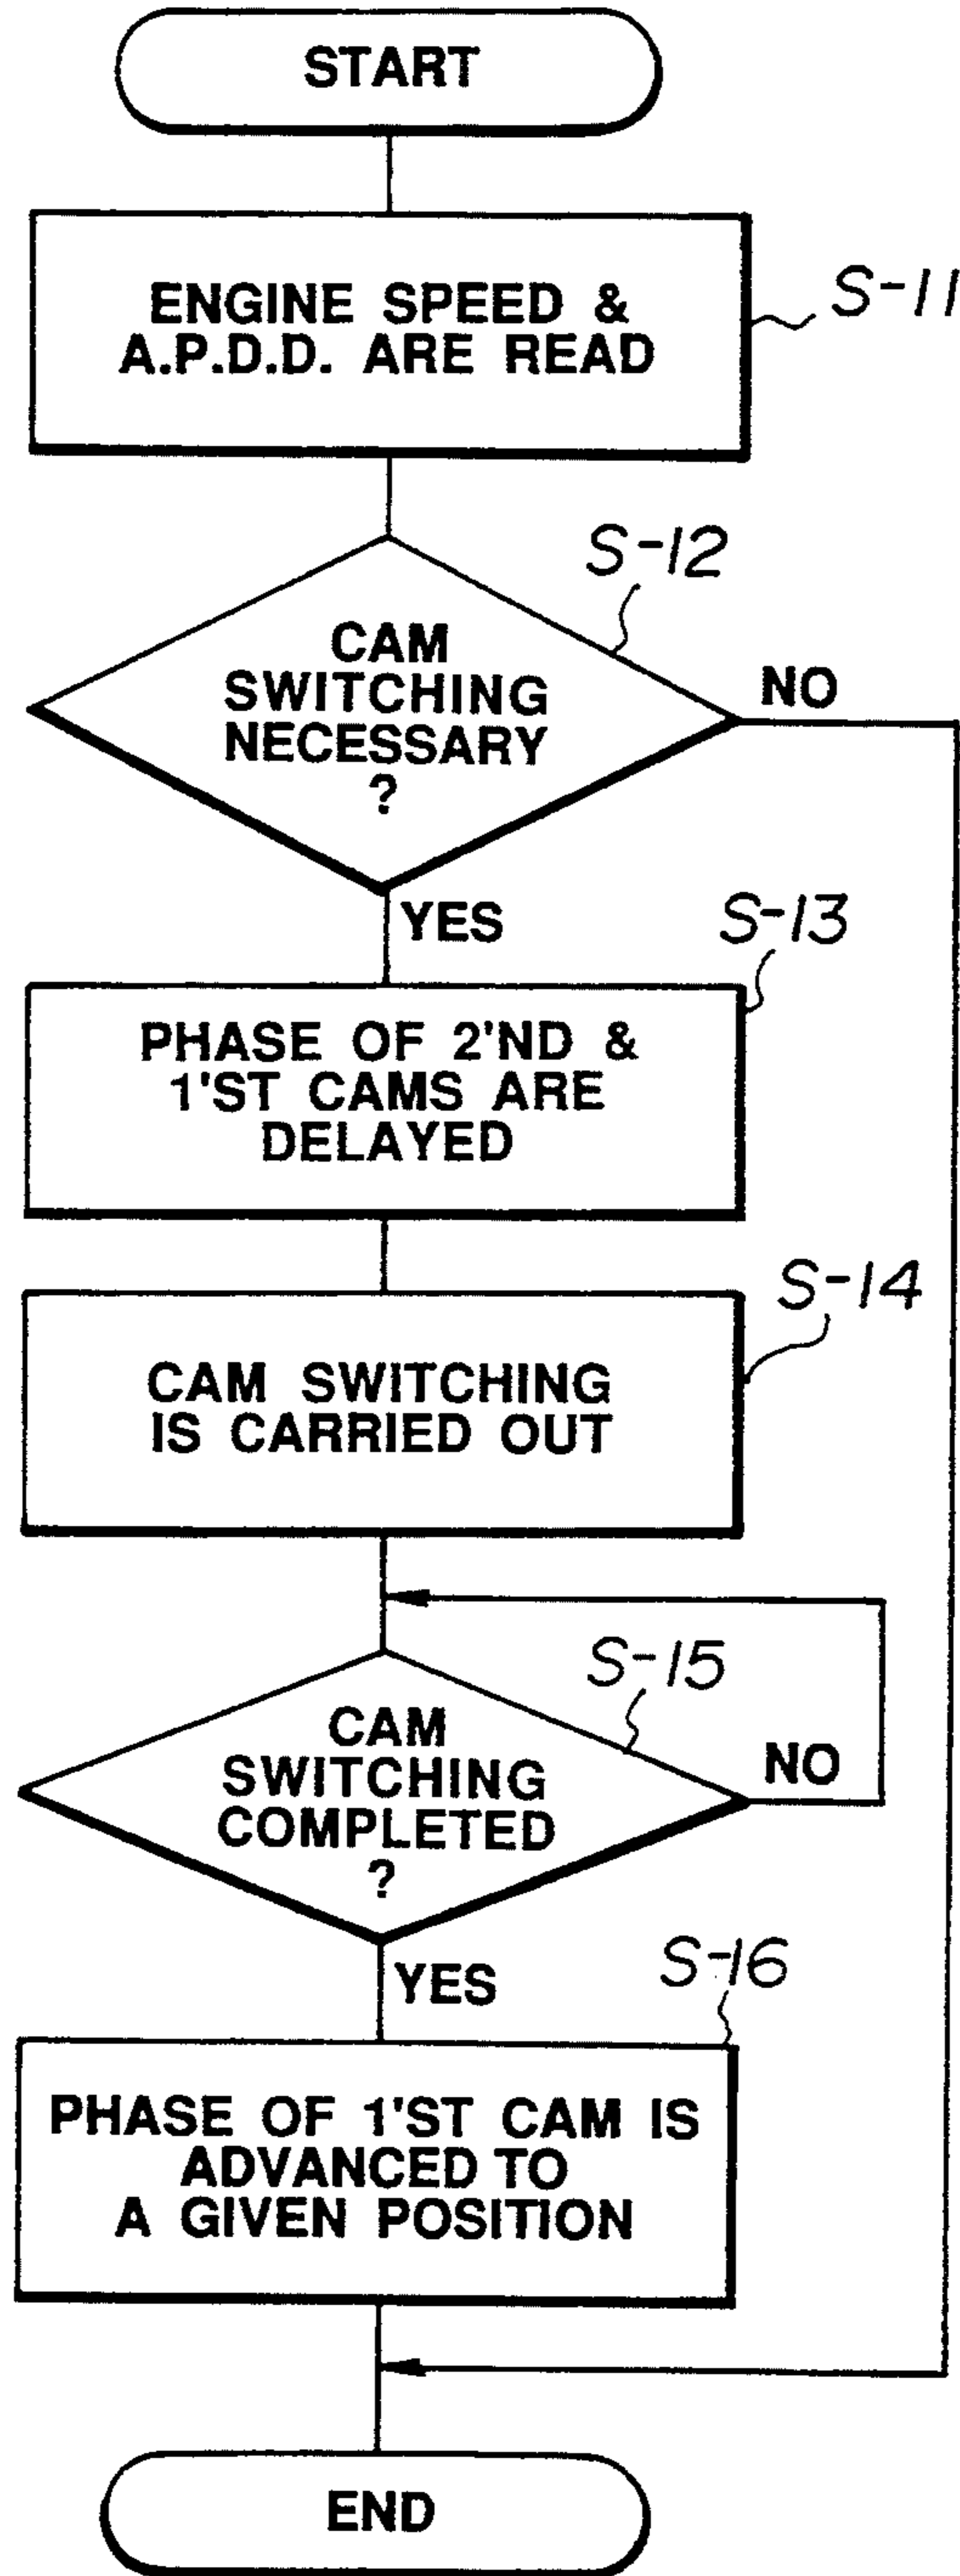 START
ENGINE SPEED &
A.P.D.D. ARE READ
S-11
S-12
CAM
SWITCHING
NECESSARY
?
NO
YES
S-13
PHASE OF 2'ND &
1'ST CAMS ARE
DELAYED
S-14
CAM SWITCHING
IS CARRIED OUT
S-15
CAM
SWITCHING
COMPLETED
?
NO
YES
S-16
PHASE OF 1'ST CAM IS
ADVANCED TO
A GIVEN POSITION
END